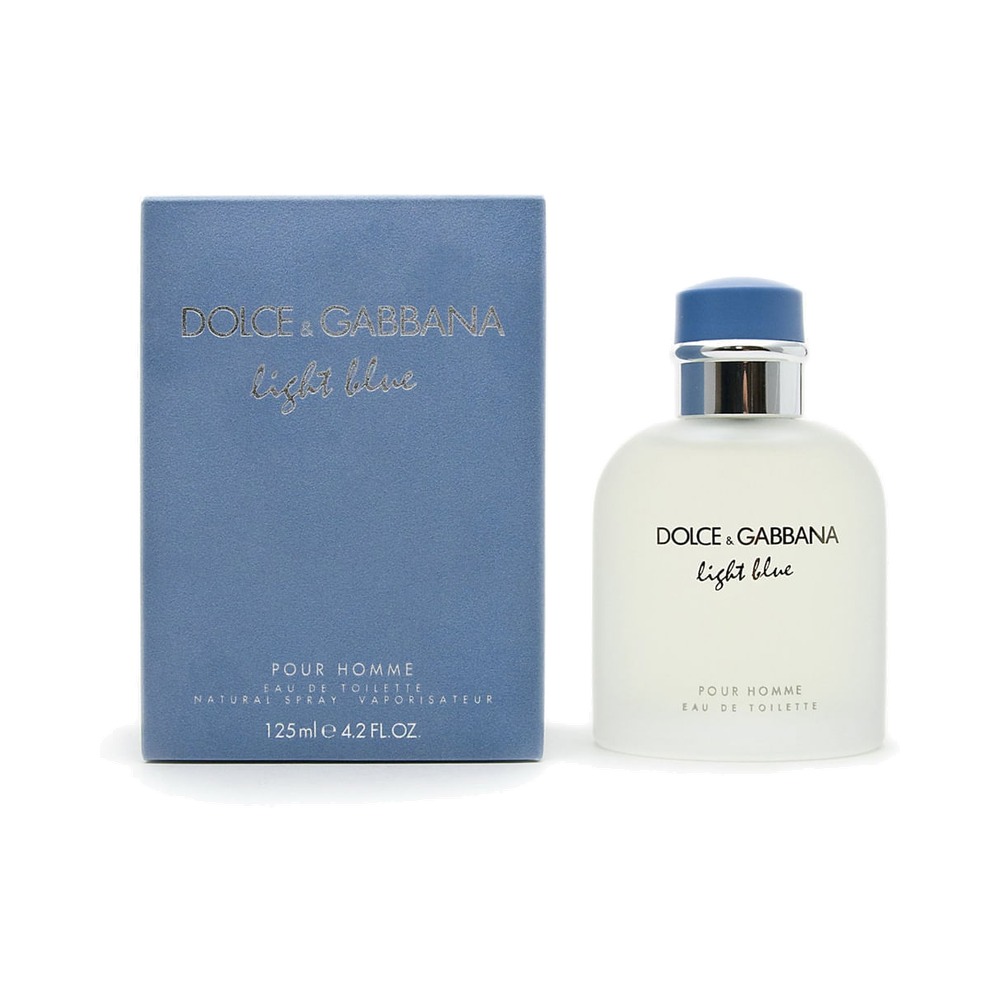 DOLCE & GABBANA
light blue
POUR HOMME
EAU DE TOILETTE
NATURAL SPRAY VAPORISATEUR
125ml ℮ 4.2 FL.OZ.
DOLCE & GABBANA
light blue
POUR HOMME
EAU DE TOILETTE